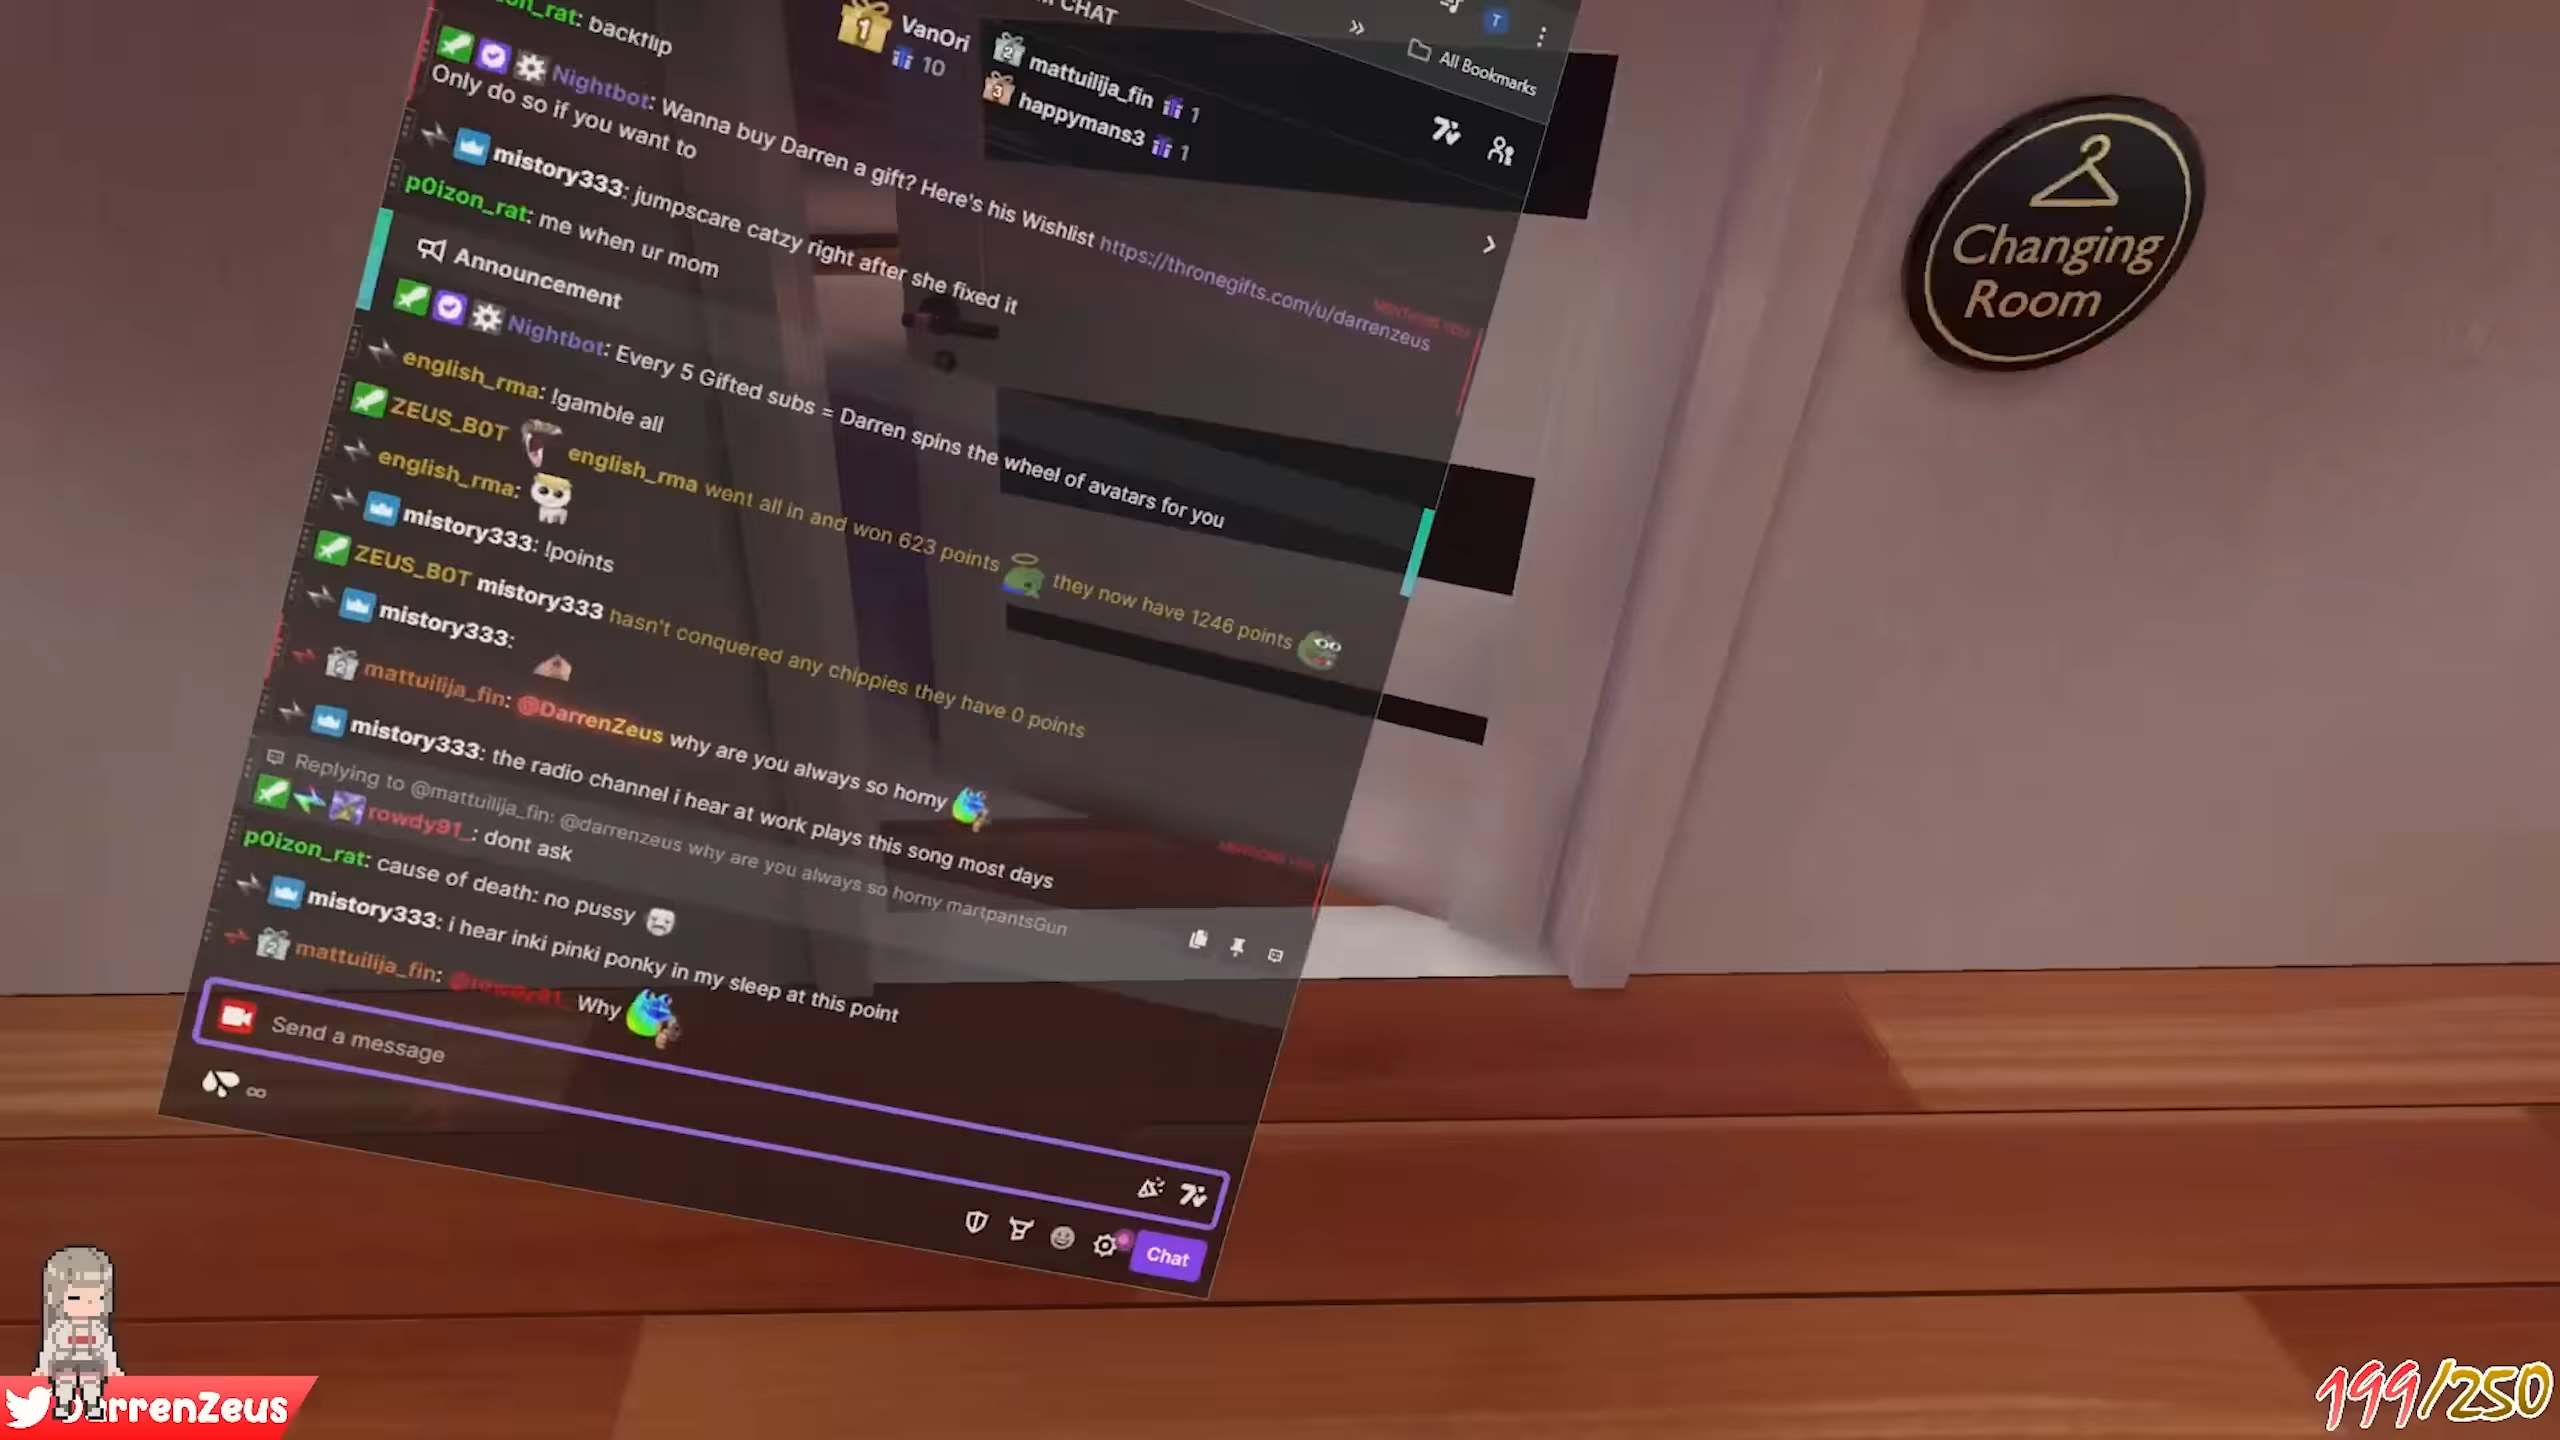 CHAT
All Bookmarks
VanOri
10
mattuilija_fin 1
happymans3 1
zon_rat: backflip
Nightbot: Wanna buy Darren a gift? Here's his Wishlist https://thronegifts.com/u/darrenzeus
Only do so if you want to
mistory333: jumpscare catzy right after she fixed it
p0izon_rat: me when ur mom
Announcement
Nightbot: Every 5 Gifted subs = Darren spins the wheel of avatars for you
english_rma: !gamble all
ZEUS_B0T english_rma went all in and won 623 points they now have 1246 points
english_rma:
mistory333: !points
ZEUS_B0T mistory333 hasn't conquered any chippies they have 0 points
mistory333:
mattuilija_fin: @DarrenZeus why are you always so horny
mistory333: the radio channel i hear at work plays this song most days
Replying to @mattuilija_fin: @darrenzeus why are you always so horny martpantsGun
rowdy91_: dont ask
p0izon_rat: cause of death: no pussy
mistory333: i hear inki pinki ponky in my sleep at this point
mattuilija_fin: @rowdy91_ Why
Send a message
Chat
Changing
Room
DarrenZeus
199/250